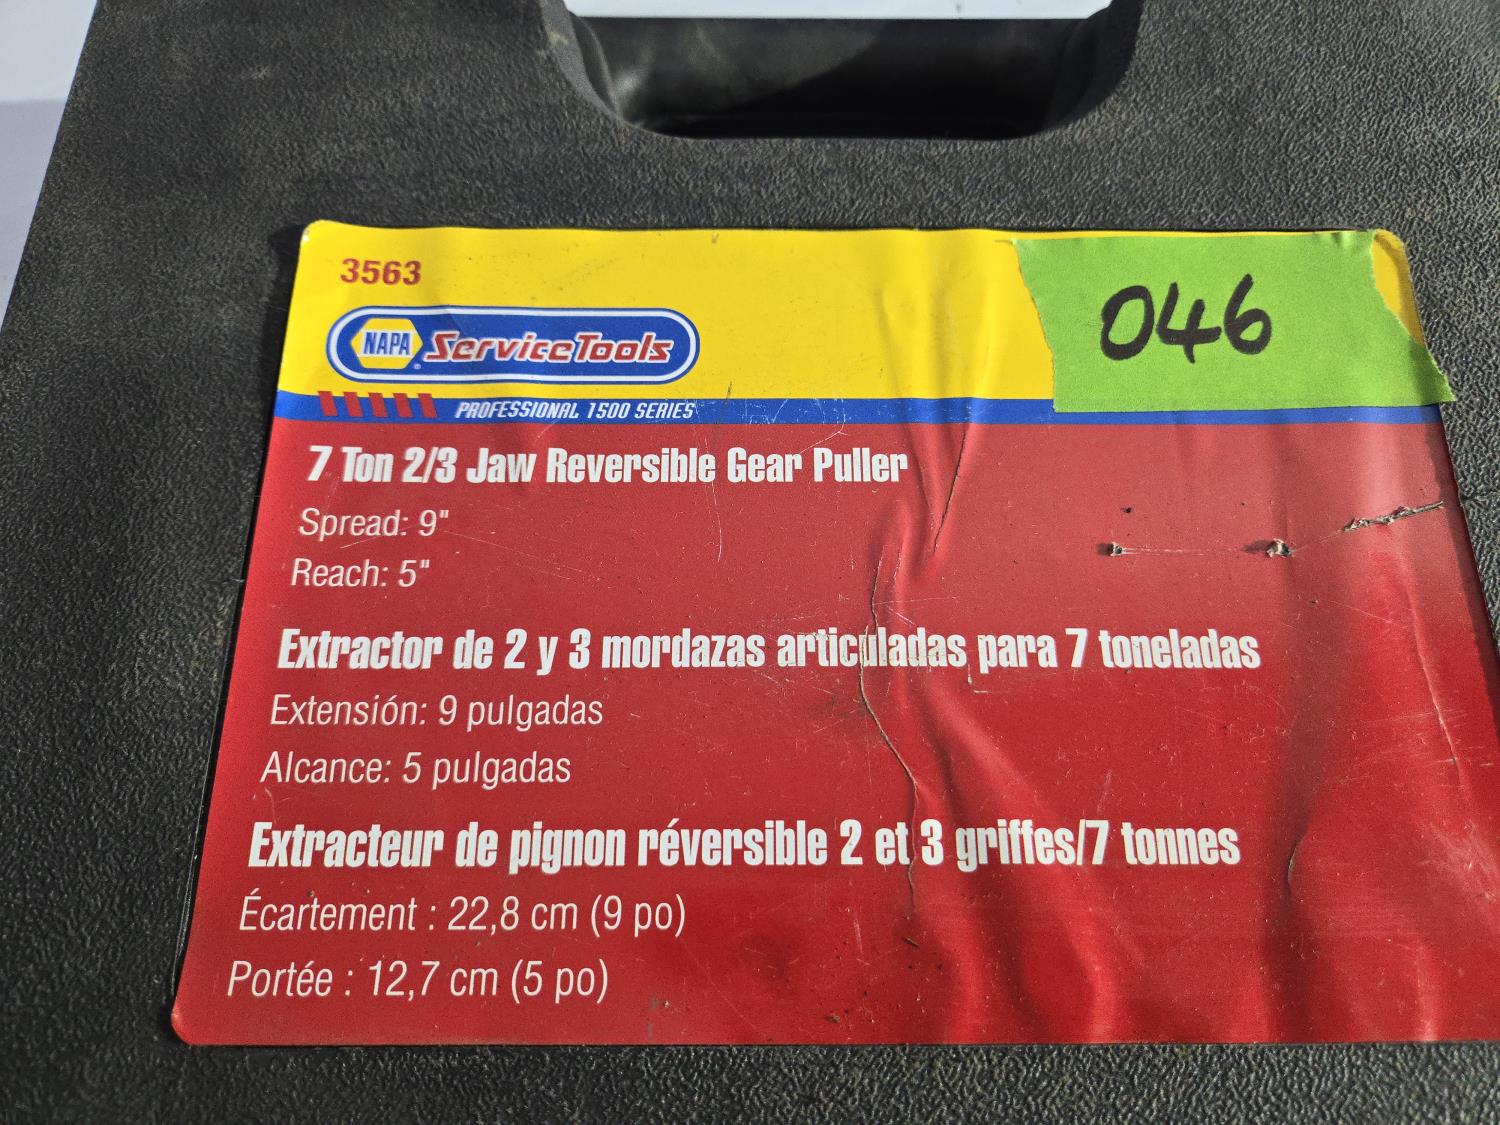 3563
046
NAPA ServiceTools
PROFESSIONAL 1500 SERIES
7 Ton 2/3 Jaw Reversible Gear Puller
Spread: 9"
Reach: 5"
Extractor de 2 y 3 mordazas articuladas para 7 toneladas
Extensión: 9 pulgadas
Alcance: 5 pulgadas
Extracteur de pignon réversible 2 et 3 griffes/7 tonnes
Écartement : 22,8 cm (9 po)
Portée : 12,7 cm (5 po)